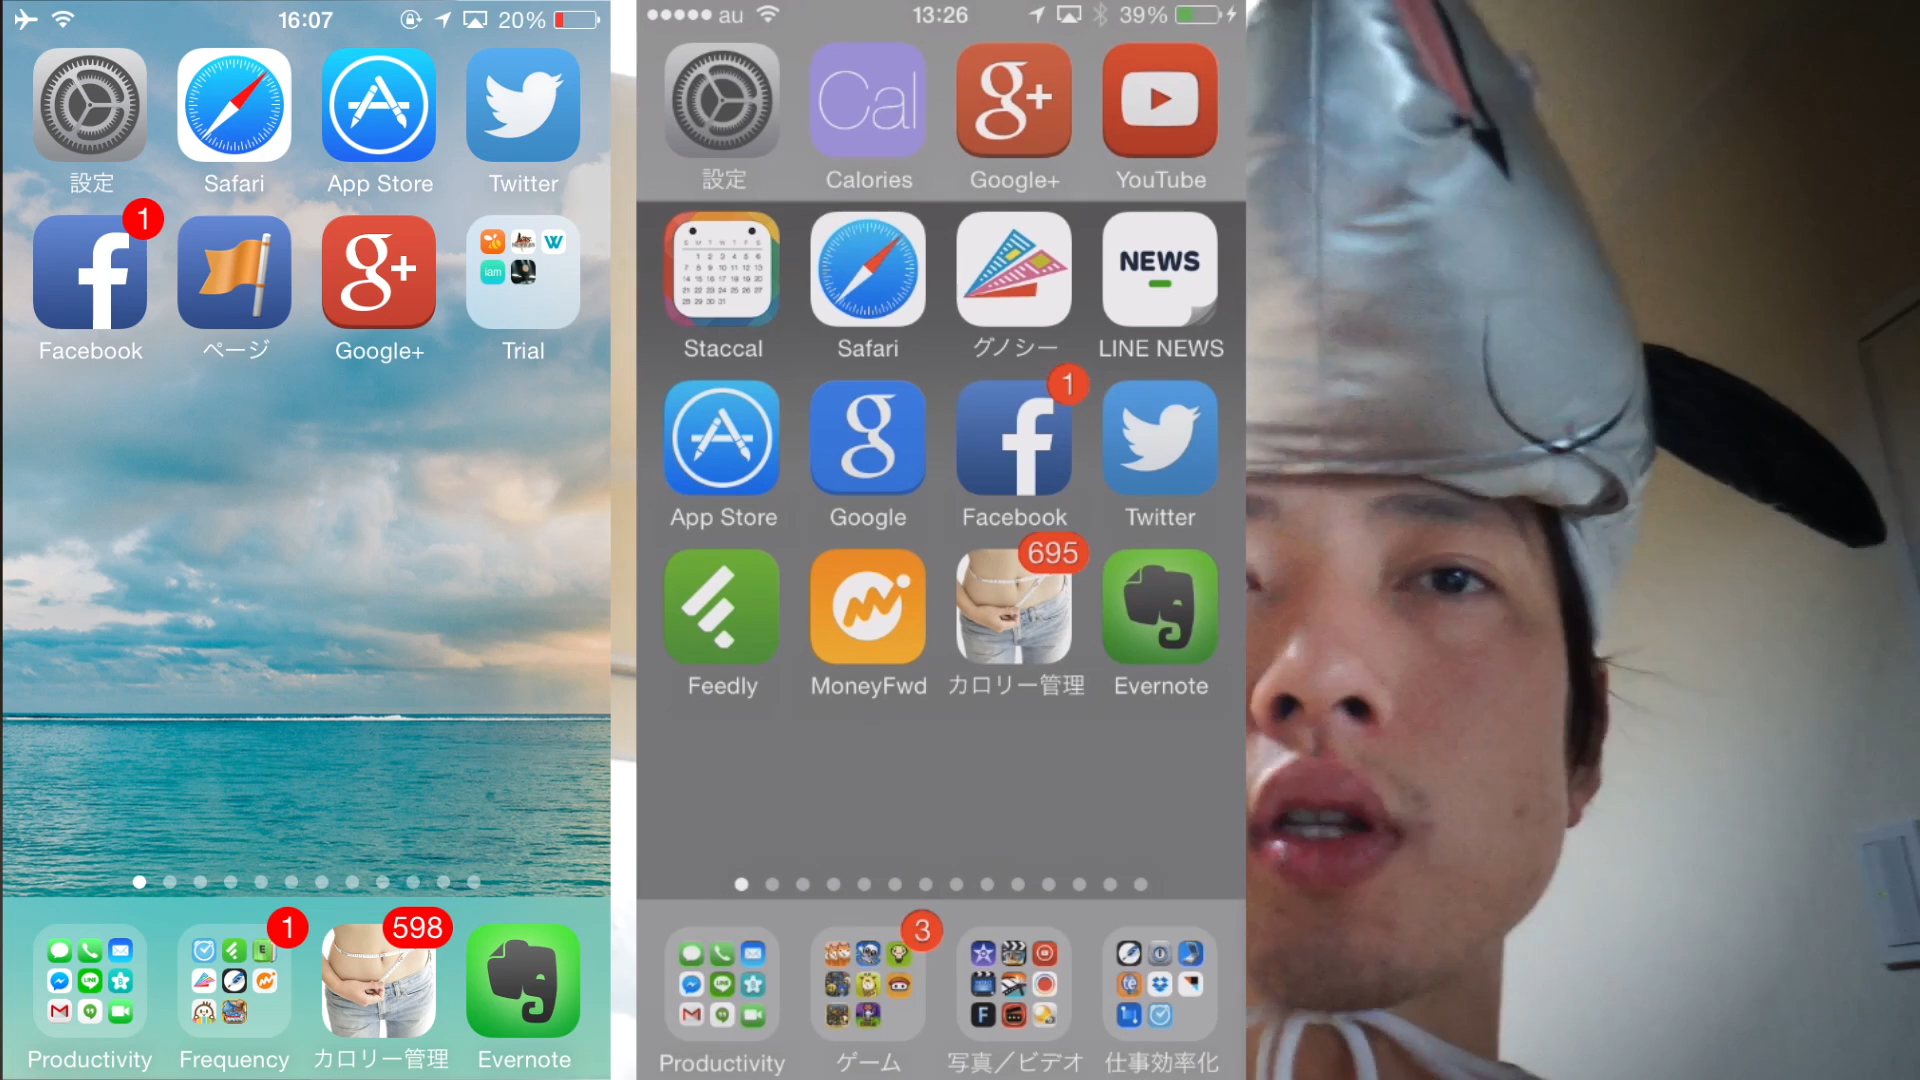 16:07
20%
設定
Safari
App Store
Twitter
1
Facebook
ページ
Google+
iam
Trial
1
598
Productivity
Frequency
カロリー管理
Evernote
au
13:26
39%
Cal
g+
設定
Calories
Google+
YouTube
NEWS
Staccal
Safari
グノシー
LINE NEWS
1
App Store
Google
Facebook
Twitter
695
Feedly
MoneyFwd
カロリー管理
Evernote
3
Productivity
ゲーム
写真／ビデオ
仕事効率化